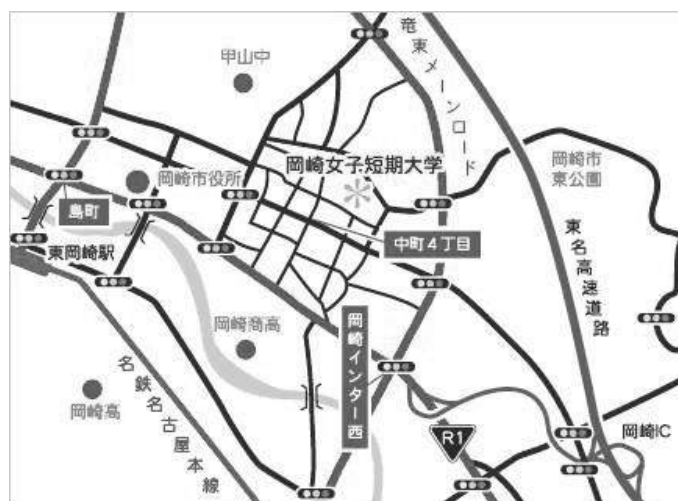 甲山中
竜東メーンロード
岡崎女子短期大学
岡崎市
東公園
岡崎市役所
島町
東岡崎駅
中町4丁目
東名高速道路
岡崎商高
岡崎インター西
岡崎高
名鉄名古屋本線
R1
岡崎IC